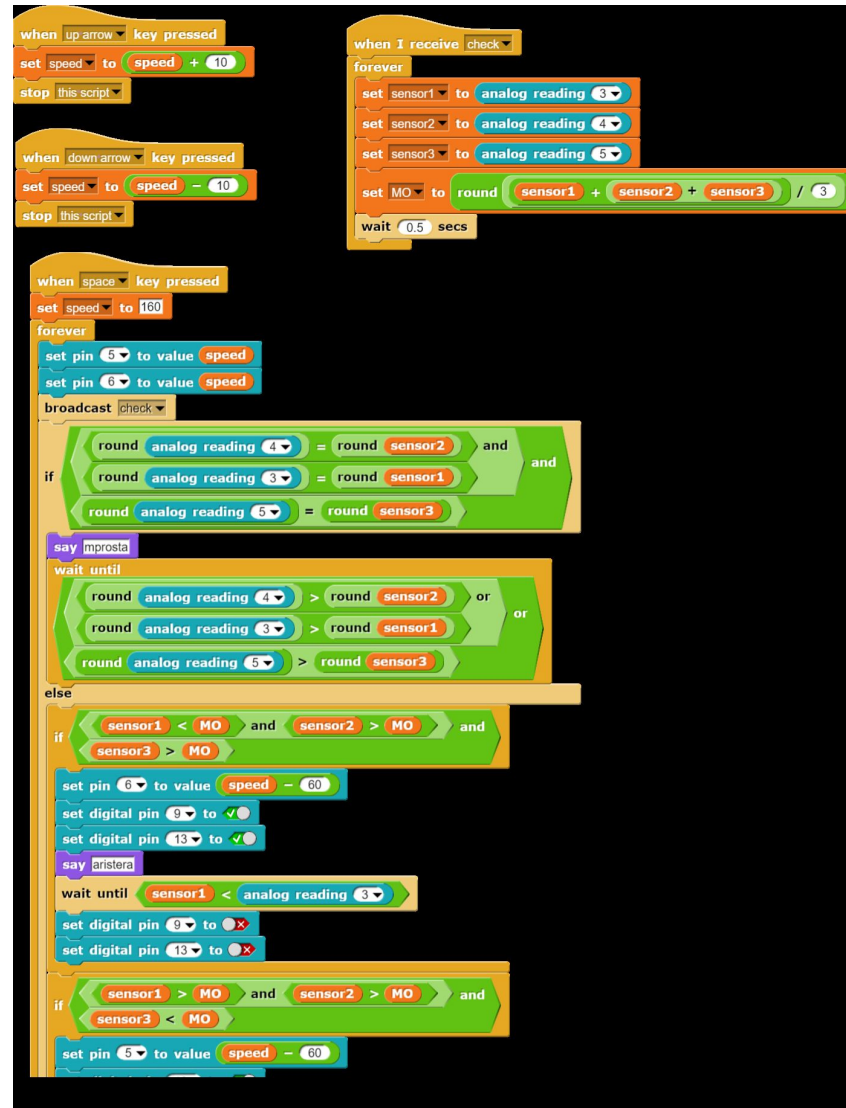 when up arrow key pressed
set speed to speed + 10
stop this script
when down arrow key pressed
set speed to speed - 10
stop this script
when I receive check
forever
set sensor1 to analog reading 3
set sensor2 to analog reading 4
set sensor3 to analog reading 5
set MO to round sensor1 + sensor2 + sensor3 / 3
wait 0.5 secs
when space key pressed
set speed to 160
forever
set pin 5 to value speed
set pin 6 to value speed
broadcast check
round analog reading 4 = round sensor2 and
if round analog reading 3 = round sensor1 and
round analog reading 5 = round sensor3
say mprosta
wait until
round analog reading 4 > round sensor2 or
round analog reading 3 > round sensor1 or
round analog reading 5 > round sensor3
else
if sensor1 < MO and sensor2 > MO and
sensor3 > MO
set pin 6 to value speed - 60
set digital pin 9 to
set digital pin 13 to
say aristera
wait until sensor1 < analog reading 3
set digital pin 9 to
set digital pin 13 to
if sensor1 > MO and sensor2 > MO and
sensor3 < MO
set pin 5 to value speed - 60